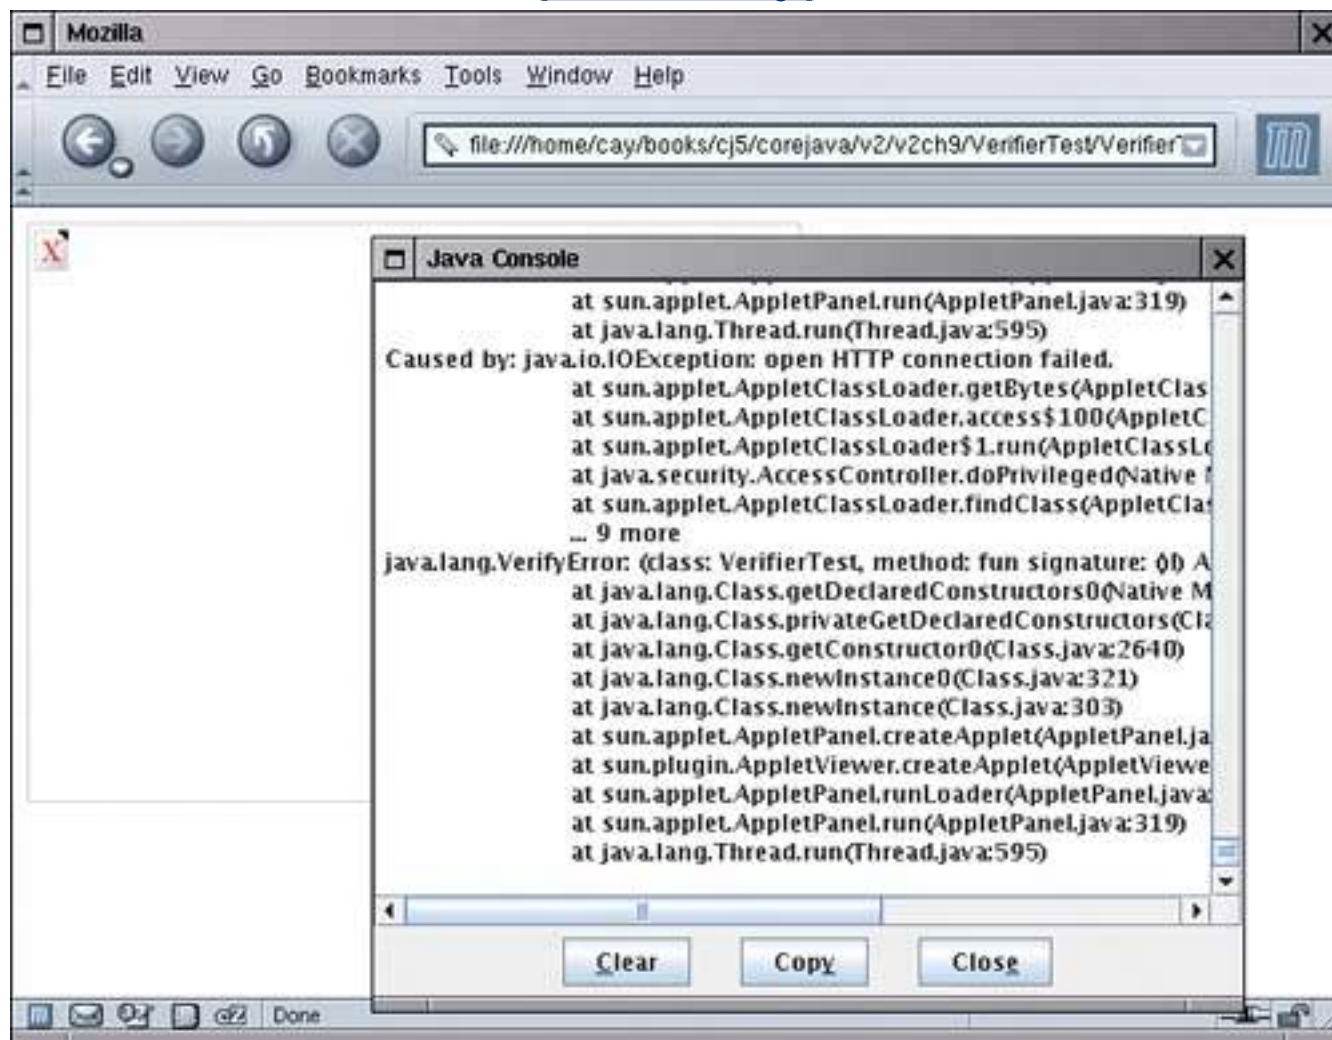 Mozilla
File Edit View Go Bookmarks Tools Window Help
file:///home/cay/books/cj5/corejava/v2/v2ch9/VerifierTest/Verifier
Java Console
at sun.applet.AppletPanel.run(AppletPanel.java:319)
at java.lang.Thread.run(Thread.java:595)
Caused by: java.io.IOException: open HTTP connection failed.
at sun.applet.AppletClassLoader.getBytes(AppletClas
at sun.applet.AppletClassLoader.access$100(AppletC
at sun.applet.AppletClassLoader$1.run(AppletClassL
at java.security.AccessController.doPrivileged(Native
at sun.applet.AppletClassLoader.findClass(AppletClas
... 9 more
java.lang.VerifyError: (class: VerifierTest, method: fun signature: ()I) A
at java.lang.Class.getDeclaredConstructors0(Native M
at java.lang.Class.privateGetDeclaredConstructors(Cla
at java.lang.Class.getConstructor0(Class.java:2640)
at java.lang.Class.newInstance0(Class.java:321)
at java.lang.Class.newInstance(Class.java:303)
at sun.applet.AppletPanel.createApplet(AppletPanel.ja
at sun.plugin.AppletViewer.createApplet(AppletViewe
at sun.applet.AppletPanel.runLoader(AppletPanel.java:
at sun.applet.AppletPanel.run(AppletPanel.java:319)
at java.lang.Thread.run(Thread.java:595)
Clear Copy Close
Done